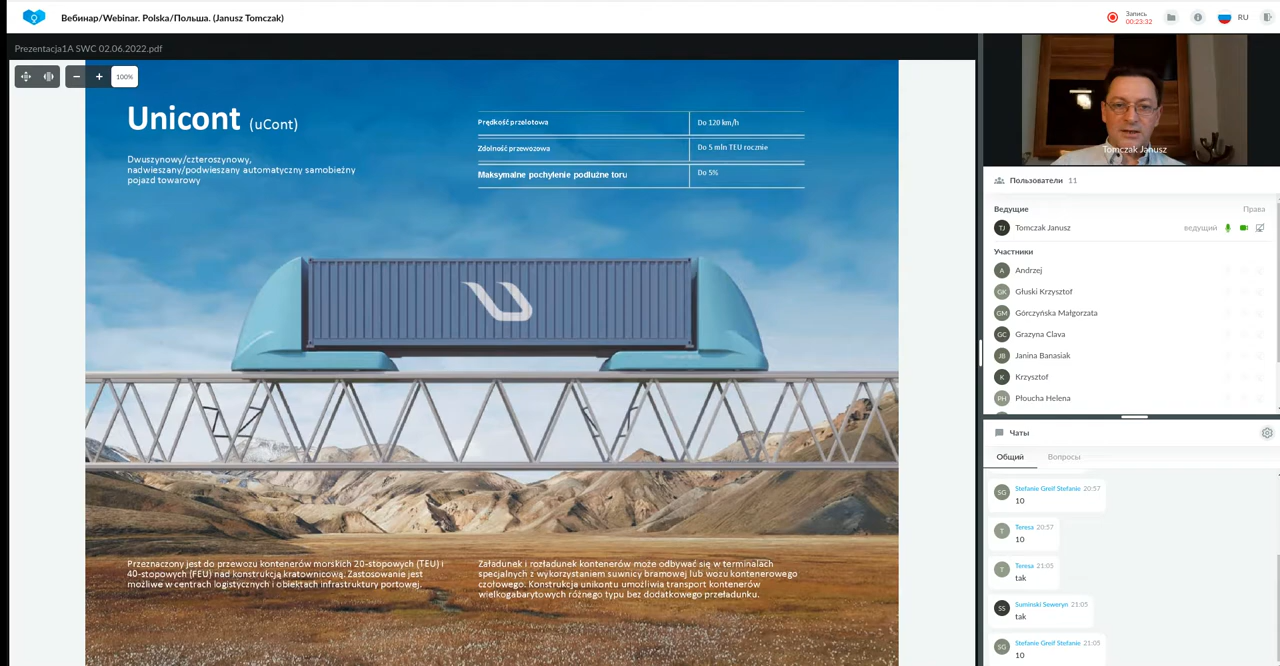 Вебинар/Webinar. Polska/Польша. (Janusz Tomczak)
Запись
00:23:32
RU
Prezentacja1A SWC 02.06.2022.pdf
100%
Unicont (uCont)
Dwuszynowy/czteroszynowy,
nadwieszany/podwieszany automatyczny samobieżny
pojazd towarowy
Prędkość przelotowa
Do 120 km/h
Zdolność przewozowa
Do 5 mln TEU rocznie
Maksymalne pochylenie podłużne toru
Do 5%
Przeznaczony jest do przewozu kontenerów morskich 20-stopowych (TEU) i
40-stopowych (FEU) nad konstrukcją kratownicową. Zastosowanie jest
możliwe w centrach logistycznych i obiektach infrastruktury portowej.
Załadunek i rozładunek kontenerów może odbywać się w terminalach
specjalnych z wykorzystaniem suwnicy bramowej lub wozu kontenerowego
czołowego. Konstrukcja unikontu umożliwia transport kontenerów
wielkogabarytowych różnego typu bez dodatkowego przeładunku.
Tomczak Janusz
Пользователи 11
Ведущие
Права
TJ Tomczak Janusz
ведущий
Участники
A Andrzej
GK Głuski Krzysztof
GM Górczyńska Małgorzata
GC Grazyna Clava
JB Janina Banasiak
K Krzysztof
PH Płoucha Helena
Чаты
Общий
Вопросы
SG Stefanie Greif Stefanie 20:57
10
T Teresa 20:57
10
T Teresa 21:05
tak
SS Suminski Seweryn 21:05
tak
SG Stefanie Greif Stefanie 21:05
10